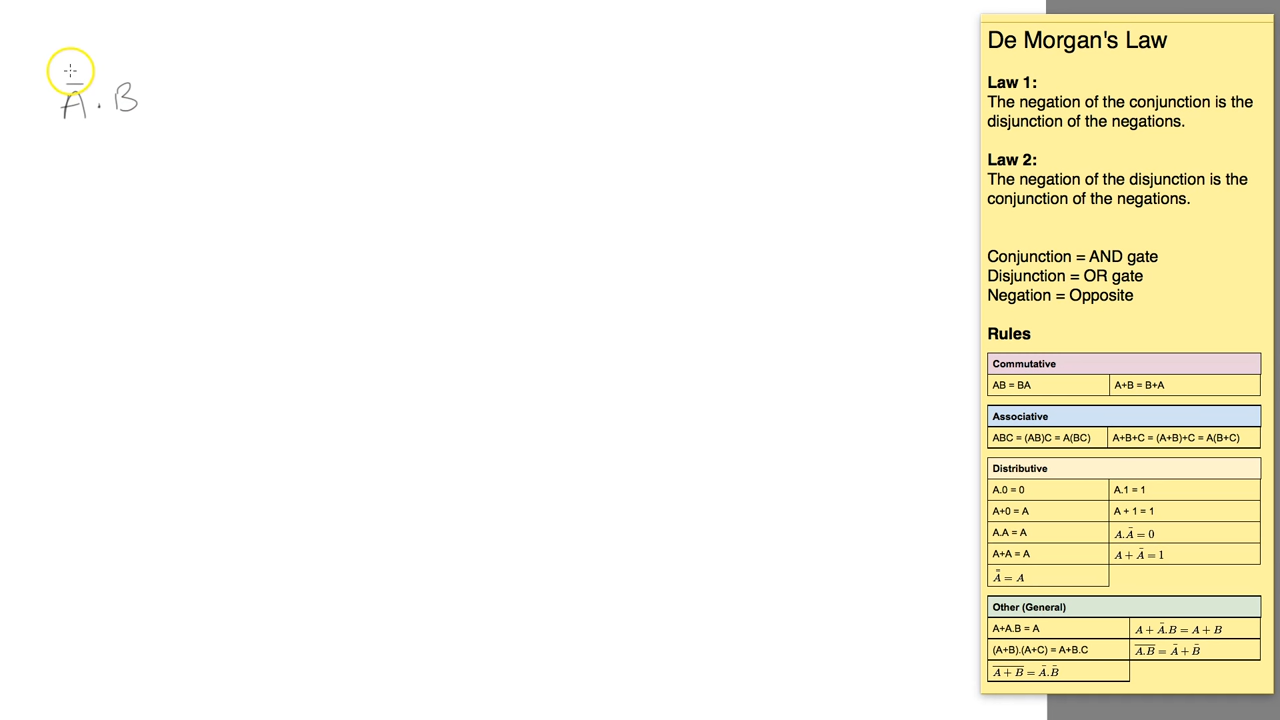 A̅ . B
De Morgan's Law
Law 1:
The negation of the conjunction is the
disjunction of the negations.
Law 2:
The negation of the disjunction is the
conjunction of the negations.
Conjunction = AND gate
Disjunction = OR gate
Negation = Opposite
Rules
Commutative
AB = BA A+B = B+A
Associative
ABC = (AB)C = A(BC) A+B+C = (A+B)+C = A(B+C)
Distributive
A.0 = 0 A.1 = 1
A+0 = A A + 1 = 1
A.A = A A.Ā = 0
A+A = A A + Ā = 1
A̿ = A
Other (General)
A+A.B = A A + Ā.B = A + B
(A+B).(A+C) = A+B.C A̅.̅B̅ = Ā + B̄
A̅ ̅+̅ ̅B̅ = Ā.B̄